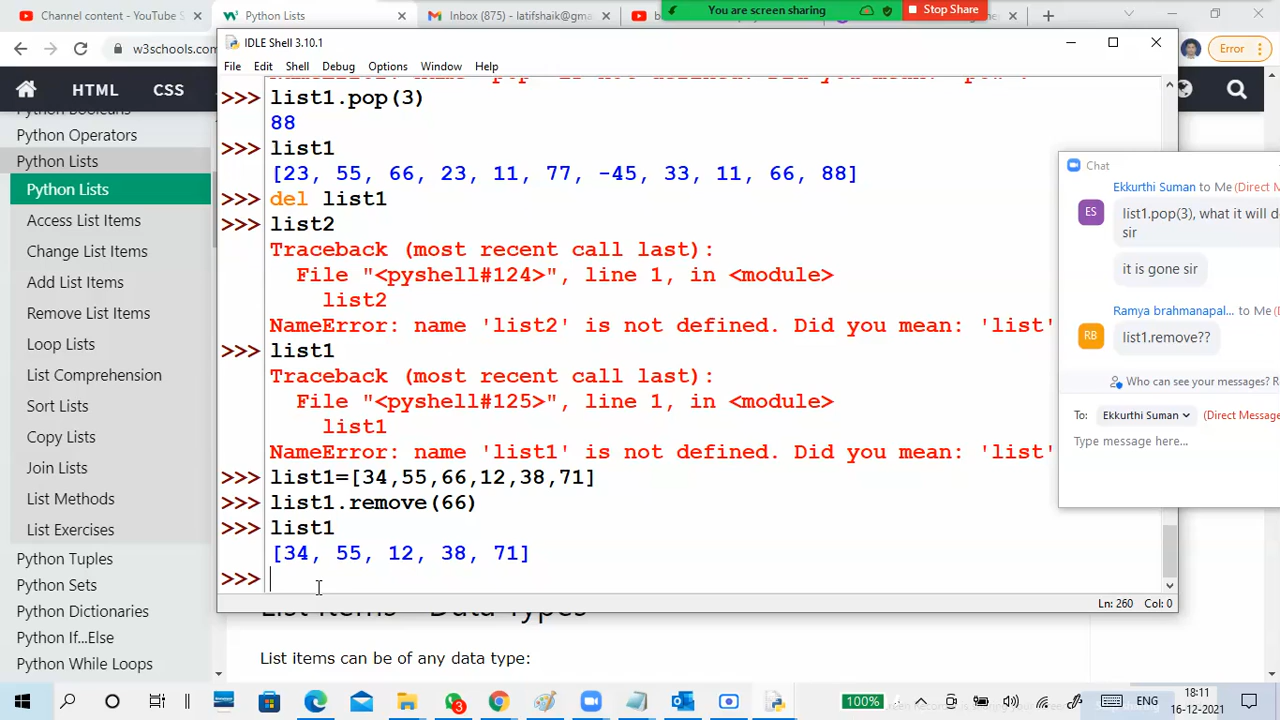 Channel content - YouTube
Python Lists
Inbox (875) - latifshaik@gm
You are screen sharing
Stop Share
w3schools.com
Error
HTML
CSS
Python Operators
Python Lists
Python Lists
Access List Items
Change List Items
Add List Items
Remove List Items
Loop Lists
List Comprehension
Sort Lists
Copy Lists
Join Lists
List Methods
List Exercises
Python Tuples
Python Sets
Python Dictionaries
Python If...Else
Python While Loops
IDLE Shell 3.10.1
File Edit Shell Debug Options Window Help
>>> list1.pop(3)
88
>>> list1
[23, 55, 66, 23, 11, 77, -45, 33, 11, 66, 88]
>>> del list1
>>> list2
Traceback (most recent call last):
File "<pyshell#124>", line 1, in <module>
list2
NameError: name 'list2' is not defined. Did you mean: 'list'
>>> list1
Traceback (most recent call last):
File "<pyshell#125>", line 1, in <module>
list1
NameError: name 'list1' is not defined. Did you mean: 'list'
>>> list1=[34,55,66,12,38,71]
>>> list1.remove(66)
>>> list1
[34, 55, 12, 38, 71]
>>>
Ln: 260 Col: 0
List Items - Data Types
List items can be of any data type:
Chat
Ekkurthi Suman to Me (Direct M
ES
list1.pop(3), what it will d
sir
it is gone sir
Ramya brahmanapal... to Me (D
RB
list1.remove??
Who can see your messages? R
To: Ekkurthi Suman (Direct Message
Type message here...
3
100%
18:11
16-12-2021